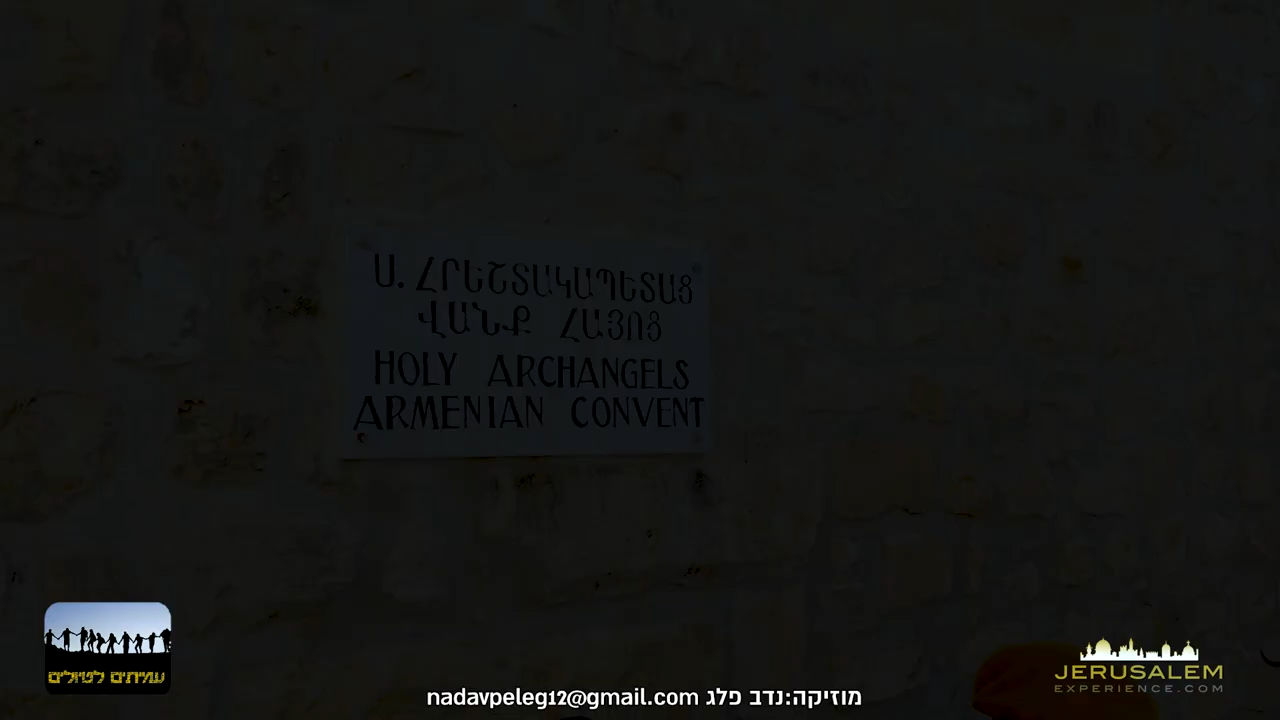 Ս. ՀՐԵՇՏԱԿԱՊԵՏԱՑ
ՎԱՆՔ ՀԱՅՈՑ
HOLY ARCHANGELS
ARMENIAN CONVENT
עמיתים לטיולים
מוזיקה:נדב פלג nadavpeleg12@gmail.com
JERUSALEM
EXPERIENCE.COM